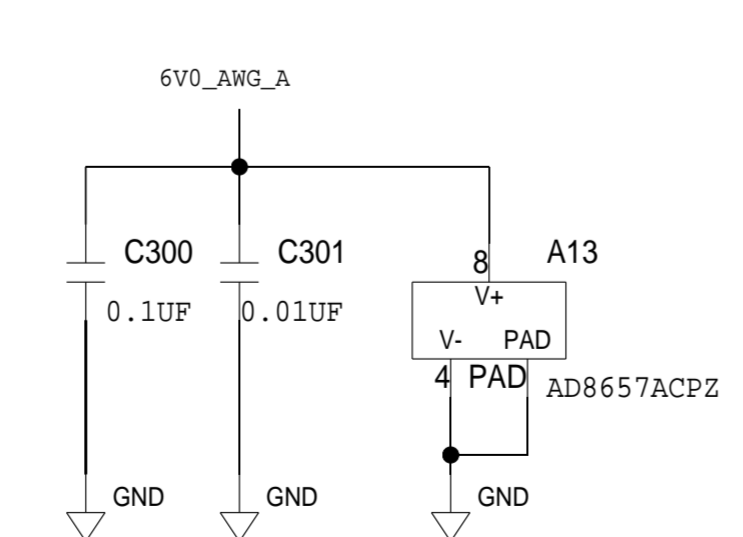 6V0_AWG_A
C300
C301
8
A13
0.1UF
0.01UF
V+
V-
PAD
4
PAD
AD8657ACPZ
GND
GND
GND